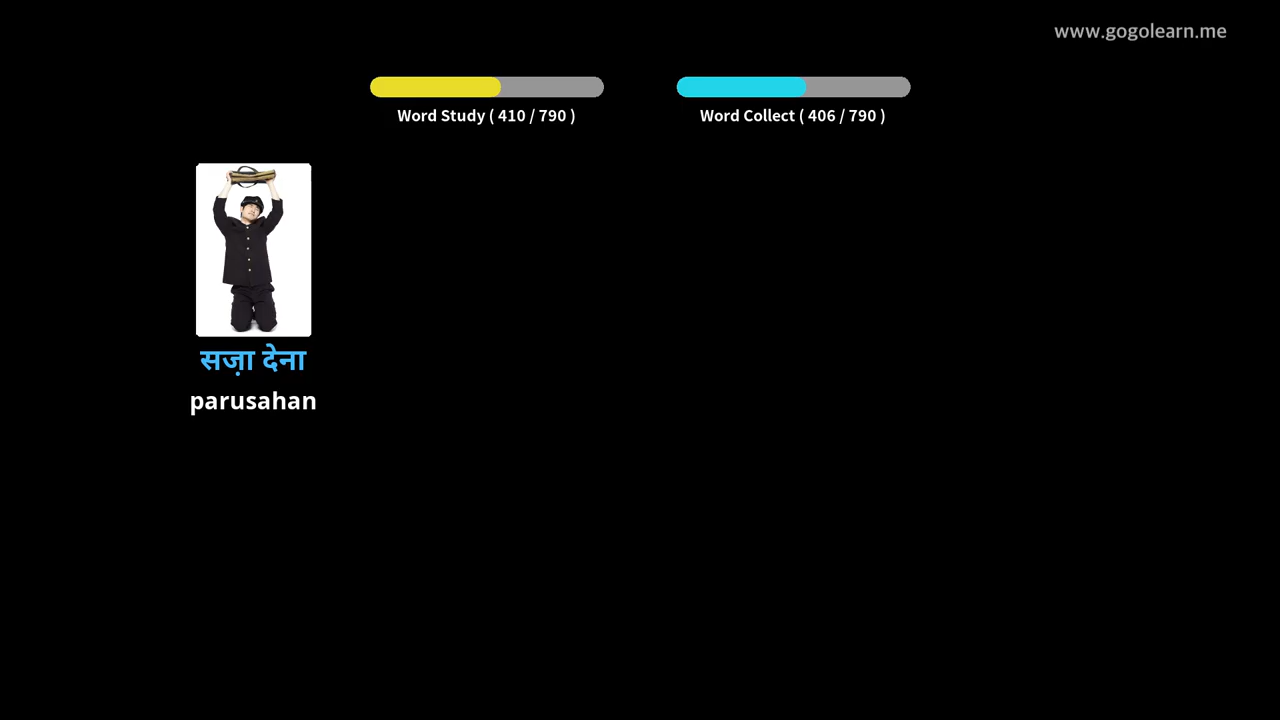 www.gogolearn.me
Word Study ( 410 / 790 )
Word Collect ( 406 / 790 )
सज़ा देना
parusahan